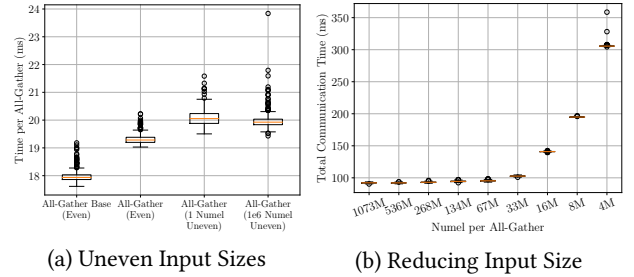 Time per All-Gather (ms)
24
23
22
21
20
19
18
All-Gather Base
(Even)
All-Gather
(Even)
All-Gather
(1 Numel
Uneven)
All-Gather
(1e6 Numel
Uneven)
(a) Uneven Input Sizes
Total Communication Time (ms)
350
300
250
200
150
100
1073M
536M
268M
134M
67M
33M
16M
8M
4M
Numel per All-Gather
(b) Reducing Input Size